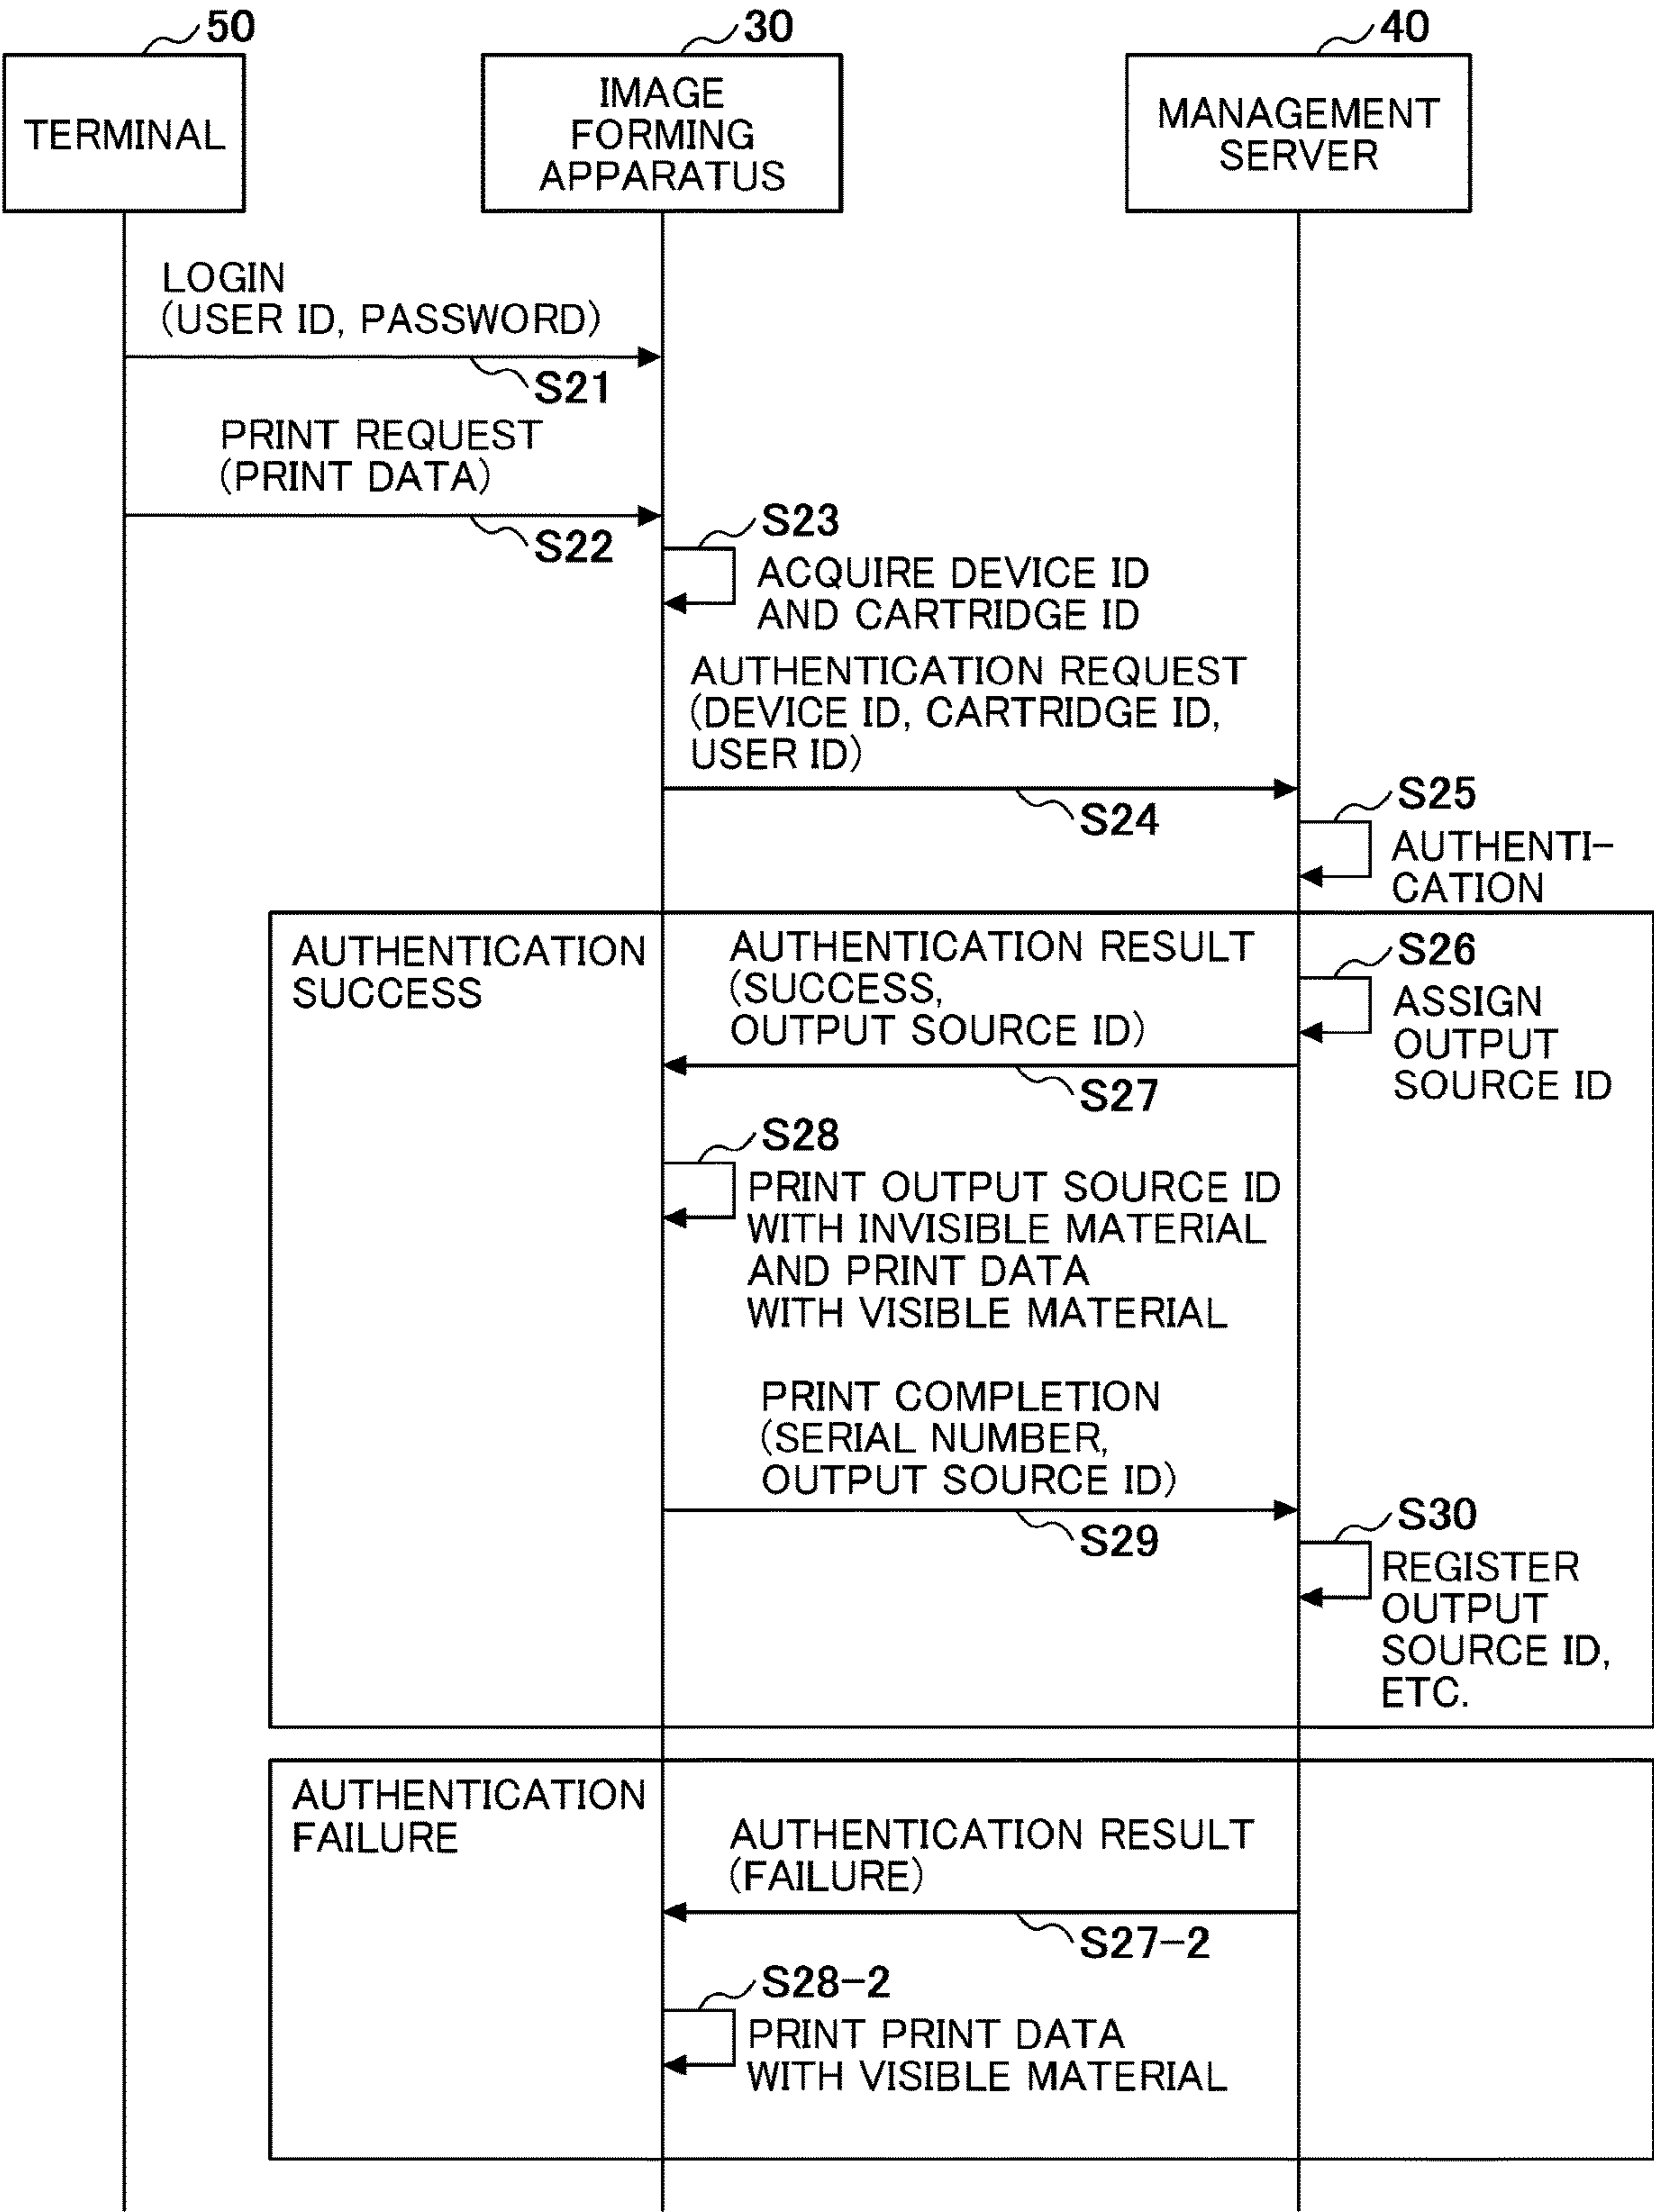 50
30
40
TERMINAL
IMAGE
FORMING
APPARATUS
MANAGEMENT
SERVER
LOGIN
(USER ID, PASSWORD)
S21
PRINT REQUEST
(PRINT DATA)
S22
S23
ACQUIRE DEVICE ID
AND CARTRIDGE ID
AUTHENTICATION REQUEST
(DEVICE ID, CARTRIDGE ID,
USER ID)
S24
S25
AUTHENTI-
CATION
AUTHENTICATION
SUCCESS
AUTHENTICATION RESULT
(SUCCESS,
OUTPUT SOURCE ID)
S26
ASSIGN
OUTPUT
SOURCE ID
S27
S28
PRINT OUTPUT SOURCE ID
WITH INVISIBLE MATERIAL
AND PRINT DATA
WITH VISIBLE MATERIAL
PRINT COMPLETION
(SERIAL NUMBER,
OUTPUT SOURCE ID)
S29
S30
REGISTER
OUTPUT
SOURCE ID,
ETC.
AUTHENTICATION
FAILURE
AUTHENTICATION RESULT
(FAILURE)
S27-2
S28-2
PRINT PRINT DATA
WITH VISIBLE MATERIAL